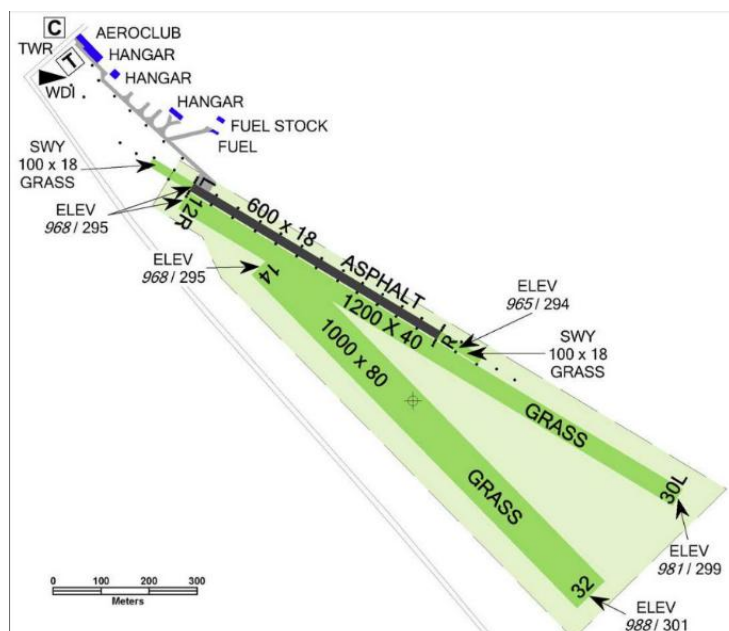 C
AEROCLUB
TWR
HANGAR
T
HANGAR
WDI
HANGAR
FUEL STOCK
FUEL
SWY
100 x 18
GRASS
L
ELEV
968 / 295
12R
600 x 18
ASPHALT
ELEV
968 / 295
14
1200 X 40
R
ELEV
965 / 294
SWY
100 x 18
GRASS
1000 x 80
GRASS
GRASS
30L
ELEV
981 / 299
32
ELEV
988 / 301
0 100 200 300
Meters